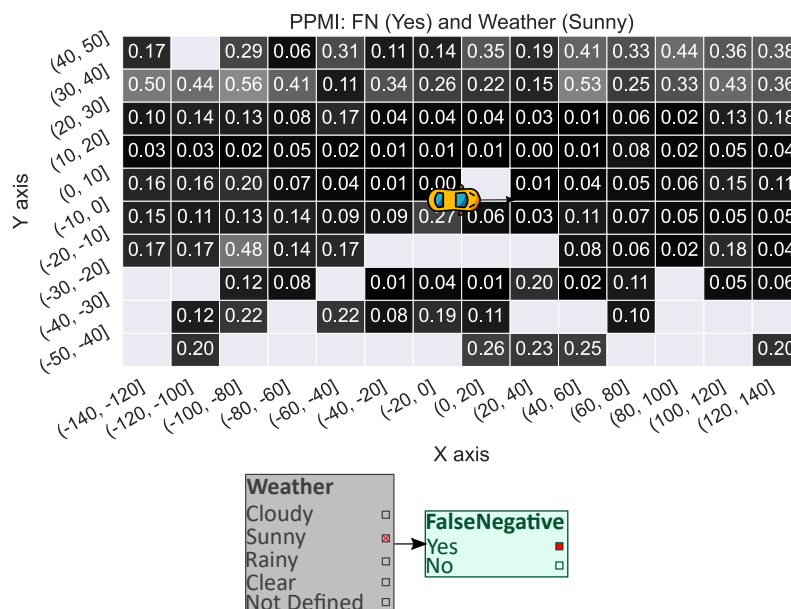 PPMI: FN (Yes) and Weather (Sunny)
(40, 50] 0.17 0.29 0.06 0.31 0.11 0.14 0.35 0.19 0.41 0.33 0.44 0.36 0.38
(30, 40] 0.50 0.44 0.56 0.41 0.11 0.34 0.26 0.22 0.15 0.53 0.25 0.33 0.43 0.36
(20, 30] 0.10 0.14 0.13 0.08 0.17 0.04 0.04 0.04 0.03 0.01 0.06 0.02 0.13 0.18
(10, 20] 0.03 0.03 0.02 0.05 0.02 0.01 0.01 0.01 0.00 0.01 0.08 0.02 0.05 0.04
(0, 10] 0.16 0.16 0.20 0.07 0.04 0.01 0.00 0.01 0.04 0.05 0.06 0.15 0.11
(-10, 0] 0.15 0.11 0.13 0.14 0.09 0.09 0.27 0.06 0.03 0.11 0.07 0.05 0.05 0.05
(-20, -10] 0.17 0.17 0.48 0.14 0.17 0.08 0.06 0.02 0.18 0.04
(-30, -20] 0.12 0.08 0.01 0.04 0.01 0.20 0.02 0.11 0.05 0.06
(-40, -30] 0.12 0.22 0.22 0.08 0.19 0.11 0.10
(-50, -40] 0.20 0.26 0.23 0.25 0.20
Y axis
(-140, -120] (-120, -100] (-100, -80] (-80, -60] (-60, -40] (-40, -20] (-20, 0] (0, 20] (20, 40] (40, 60] (60, 80] (80, 100] (100, 120] (120, 140]
X axis
Weather
Cloudy
Sunny
Rainy
Clear
Not Defined
FalseNegative
Yes
No